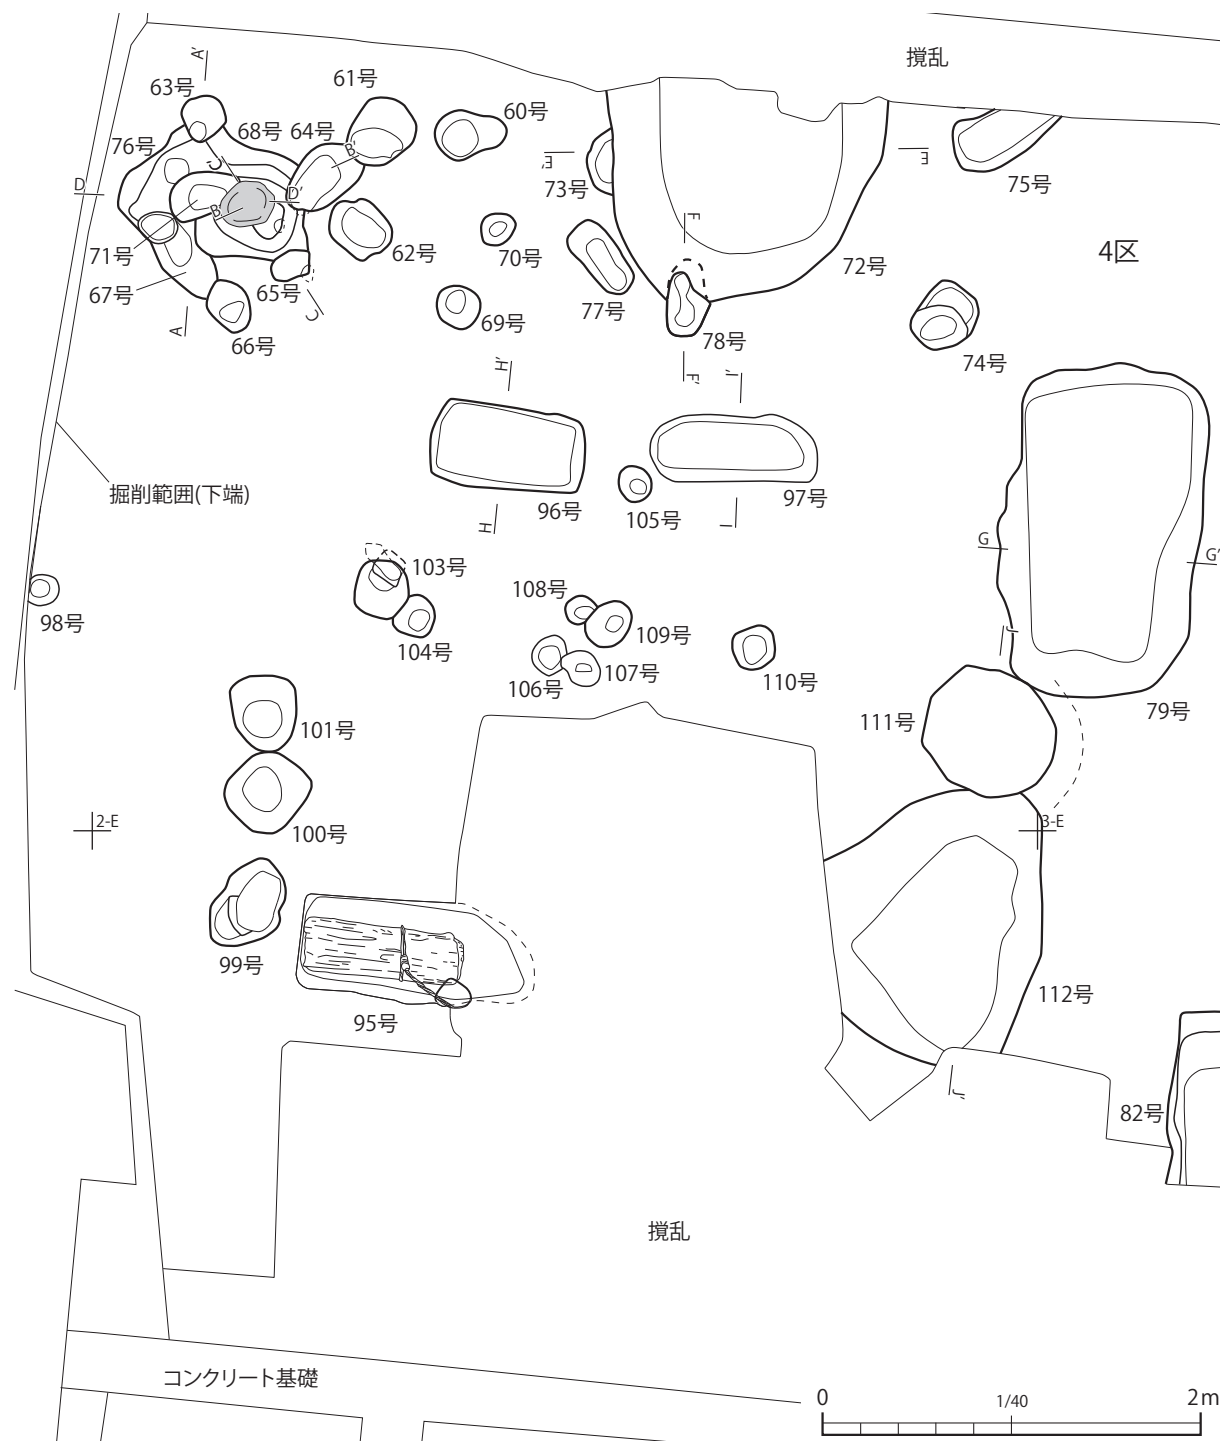 撹乱
A'
61号
63号
60号
76号
68号 64号
B'
E'
E
73号
75号
D
D'
C
B
C'
F
71号
62号
70号
72号
4区
67号
65号
77号
69号
66号
A
78号
74号
H'
F'
I'
掘削範囲(下端)
96号
105号
97号
H
I
G
G'
103号
98号
104号
108号
109号
106号
107号
110号
J
101号
111号
79号
100号
2-E
3-E
99号
95号
112号
J'
82号
撹乱
コンクリート基礎
0
1/40
2m